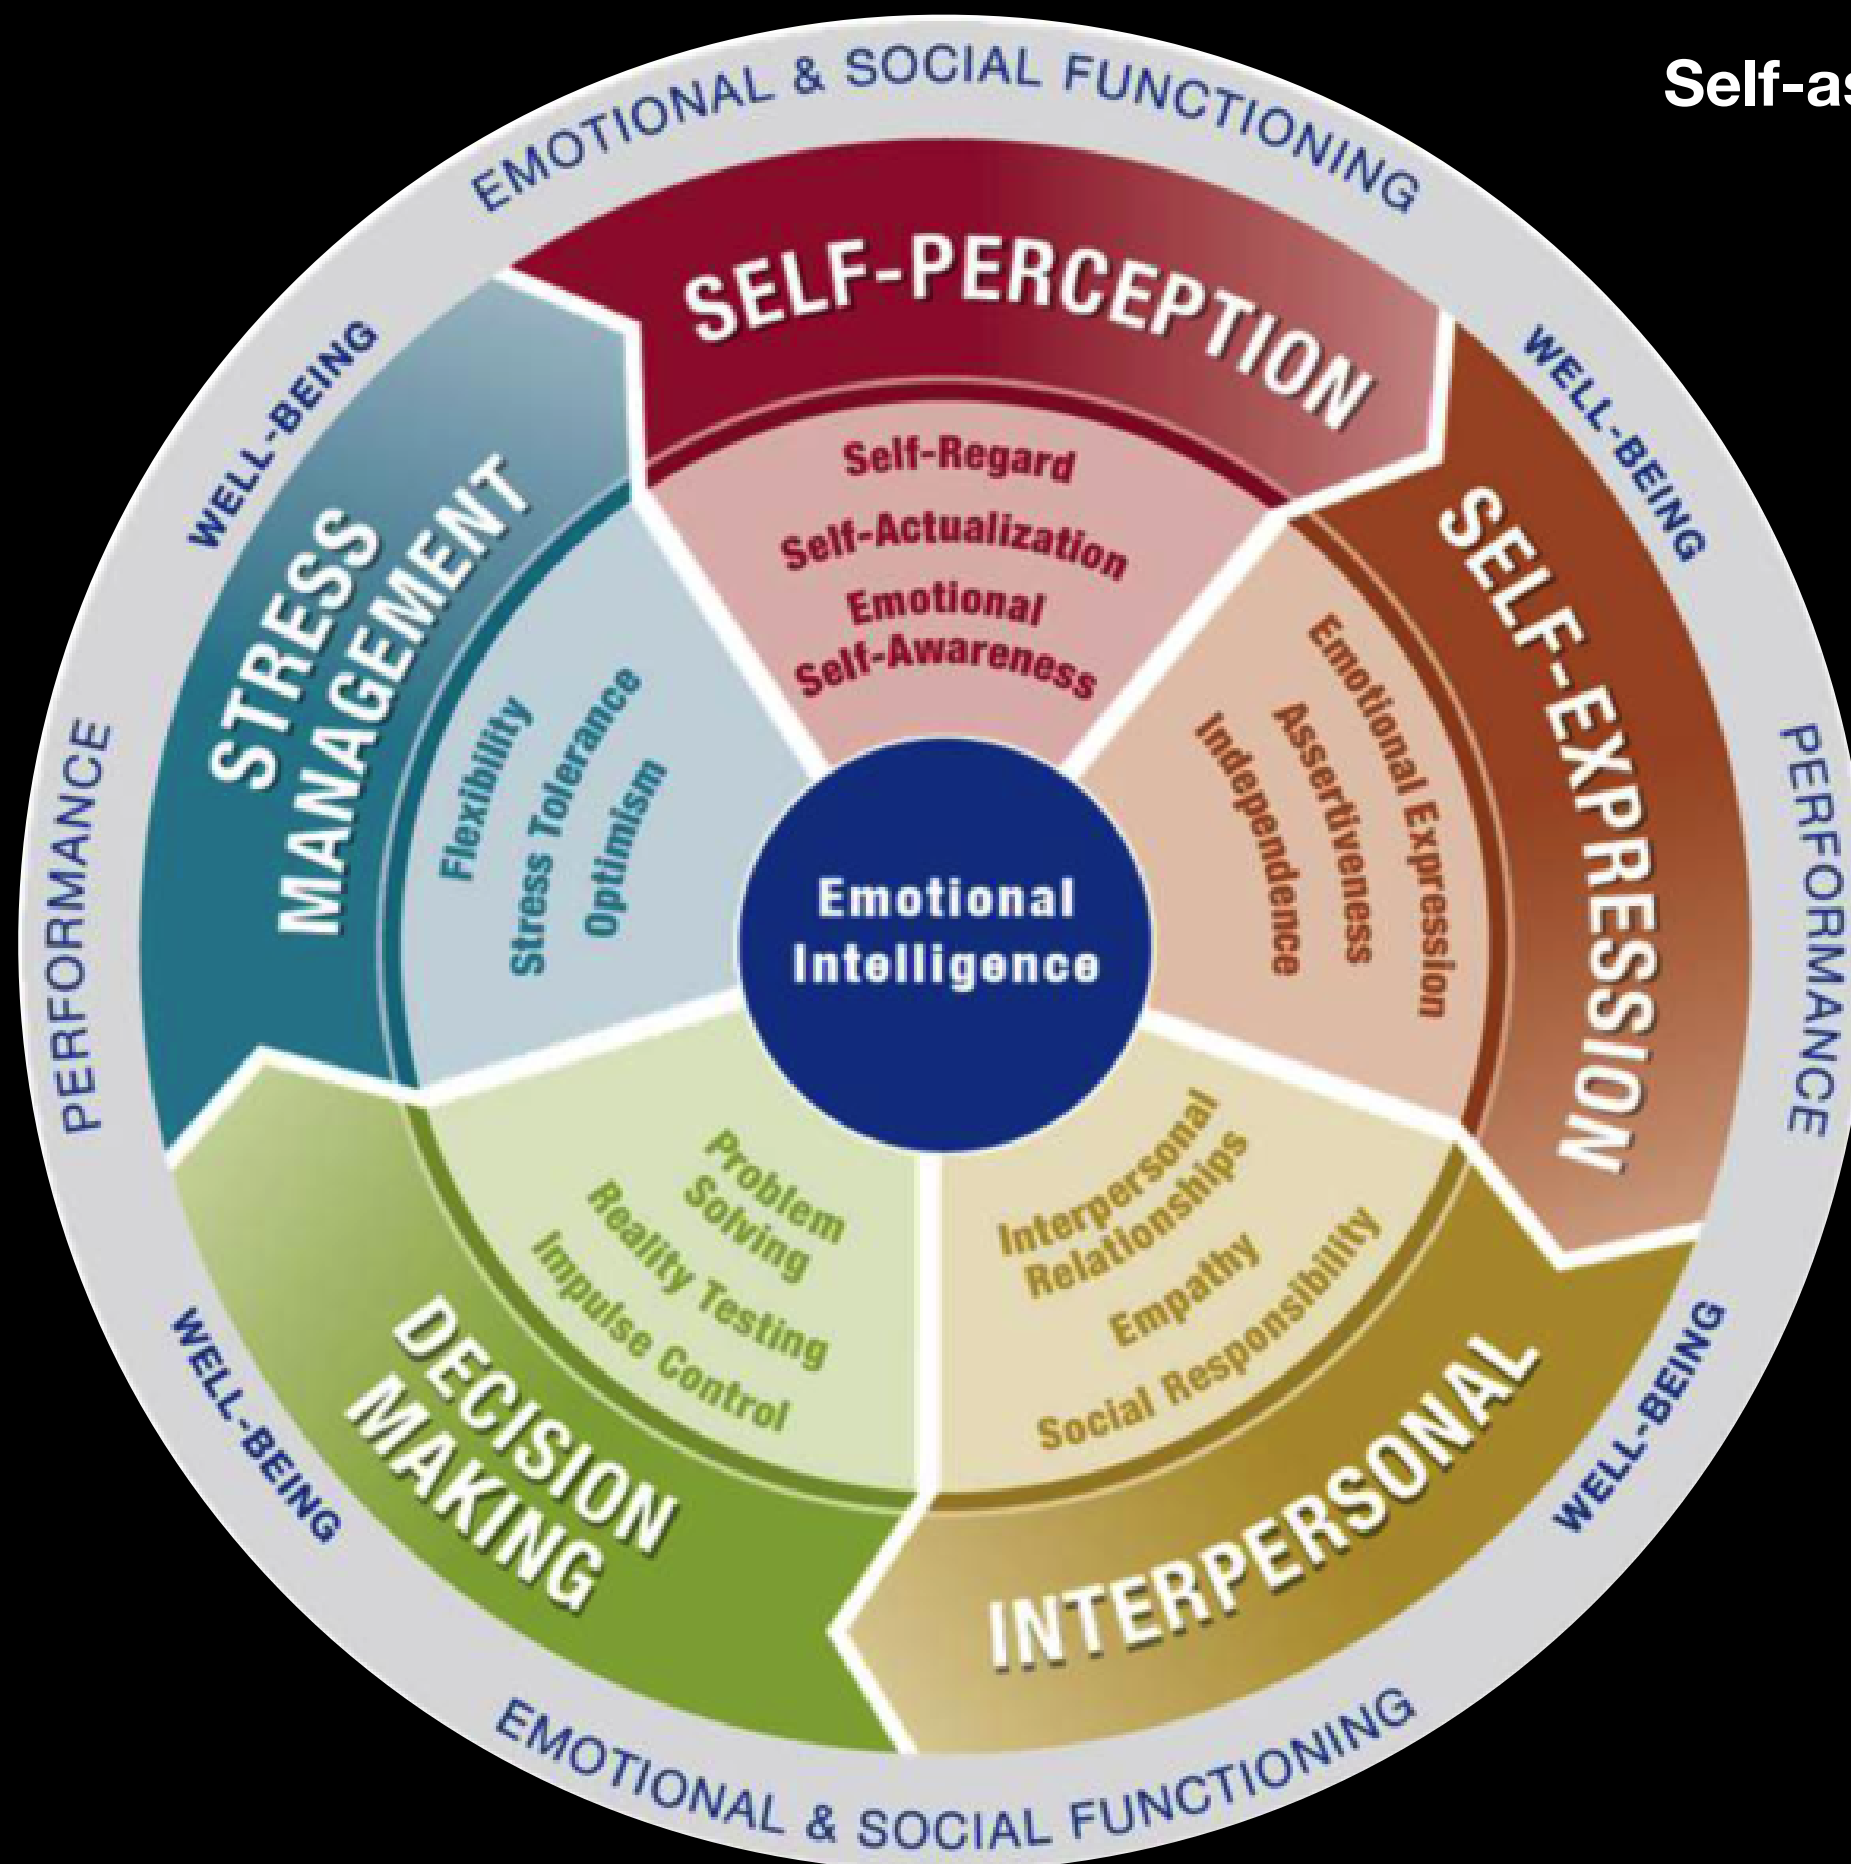 Self-as
EMOTIONAL & SOCIAL FUNCTIONING
WELL-BEING
WELL-BEING
PERFORMANCE
PERFORMANCE
WELL-BEING
WELL-BEING
EMOTIONAL & SOCIAL FUNCTIONING
SELF-PERCEPTION
Self-Regard
Self-Actualization
Emotional
Self-Awareness
SELF-EXPRESSION
Emotional Expression
Assertiveness
Independence
INTERPERSONAL
Interpersonal
Relationships
Empathy
Social Responsibility
DECISION
MAKING
Problem
Solving
Reality Testing
Impulse Control
STRESS
MANAGEMENT
Flexibility
Stress Tolerance
Optimism
Emotional
Intelligence